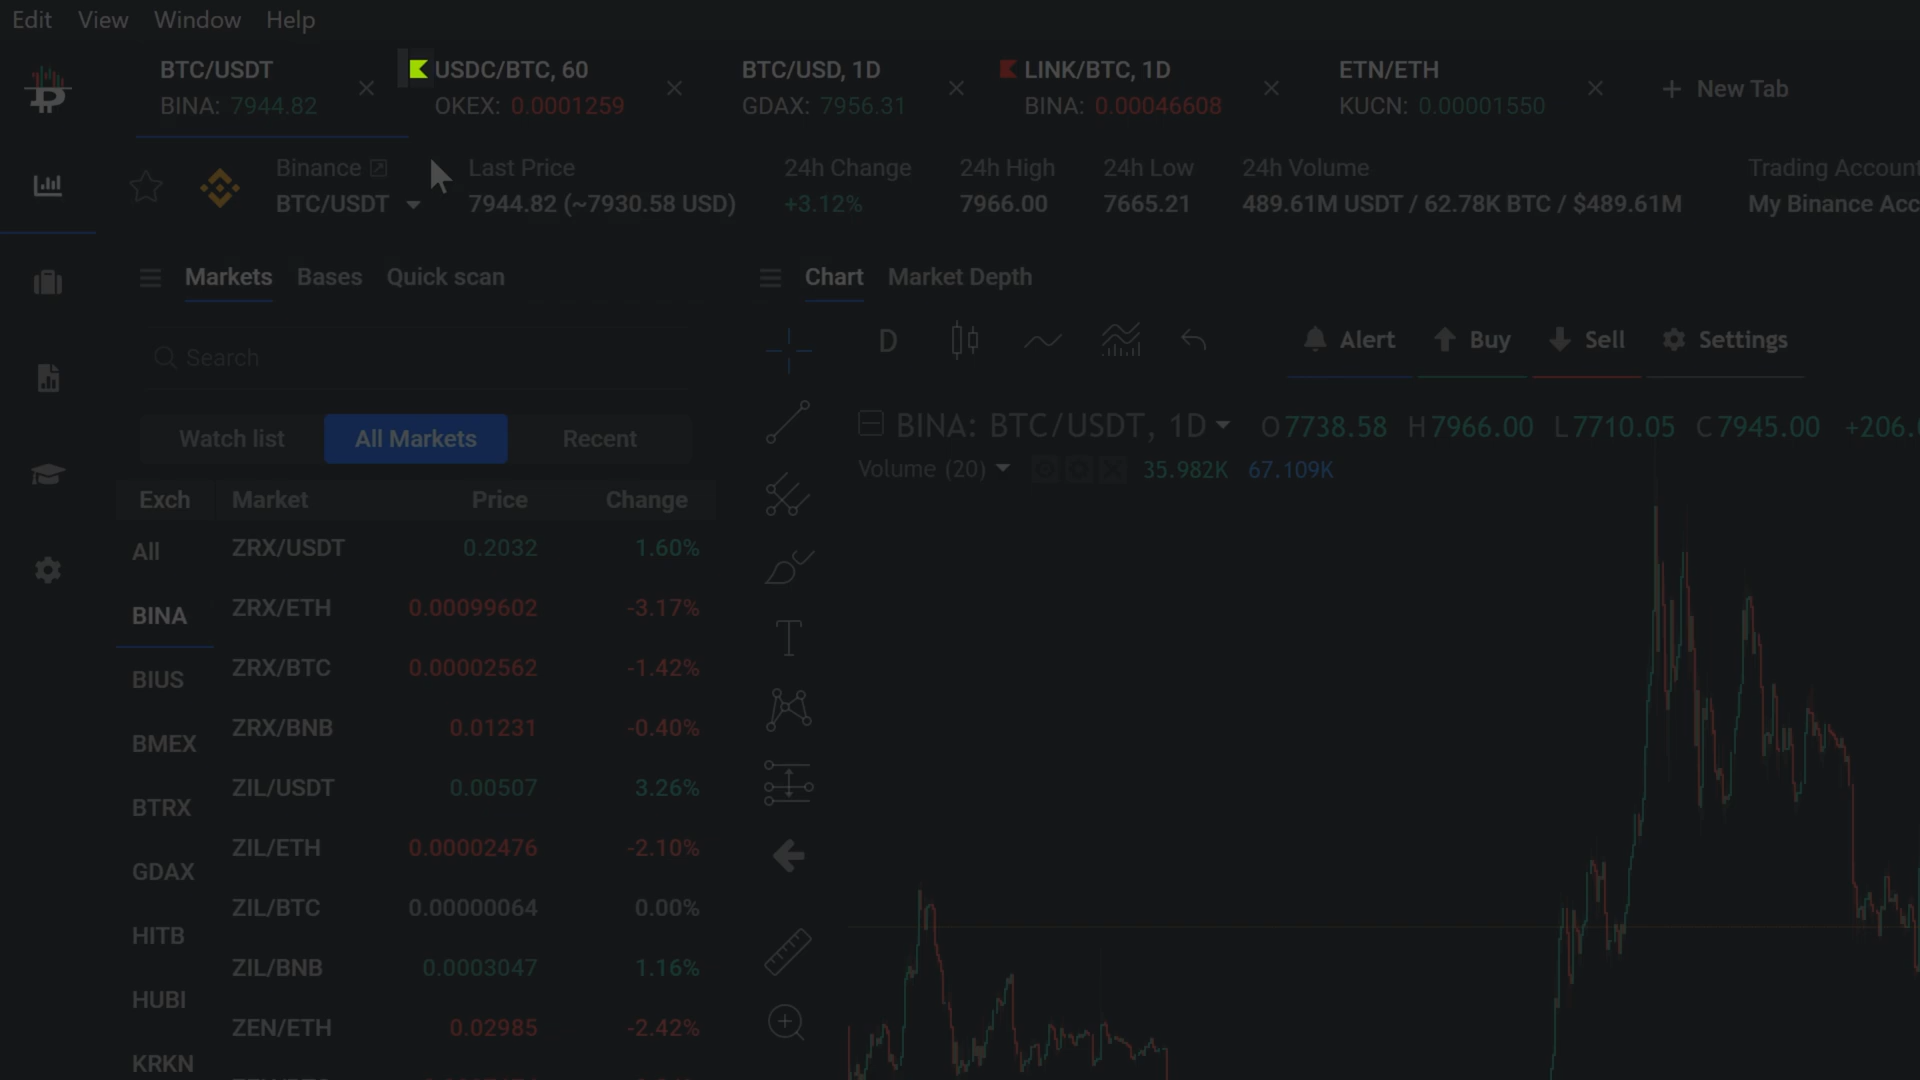 Edit View Window Help
BTC/USDT USDC/BTC, 60 BTC/USD, 1D LINK/BTC, 1D ETN/ETH
BINA: 7944.82 OKEX: 0.0001259 GDAX: 7956.31 BINA: 0.00046608 KUCN: 0.00001550
+ New Tab
Binance Last Price 24h Change 24h High 24h Low 24h Volume Trading Account
BTC/USDT 7944.82 (~7930.58 USD) +3.12% 7966.00 7665.21 489.61M USDT / 62.78K BTC / $489.61M My Binance Acc
Markets Bases Quick scan
Chart Market Depth
Search
D Alert Buy Sell Settings
Watch list All Markets Recent
BINA: BTC/USDT, 1D O7738.58 H7966.00 L7710.05 C7945.00 +206.
Volume (20) 35.982K 67.109K
Exch Market Price Change
All
BINA
BIUS
BMEX
BTRX
GDAX
HITB
HUBI
KRKN
ZRX/USDT 0.2032 1.60%
ZRX/ETH 0.00099602 -3.17%
ZRX/BTC 0.00002562 -1.42%
ZRX/BNB 0.01231 -0.40%
ZIL/USDT 0.00507 3.26%
ZIL/ETH 0.00002476 -2.10%
ZIL/BTC 0.00000064 0.00%
ZIL/BNB 0.0003047 1.16%
ZEN/ETH 0.02985 -2.42%